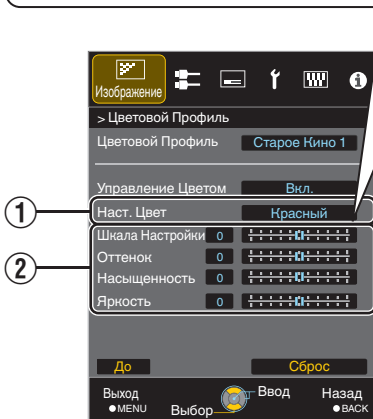 Изображение
> Цветовой Профиль
Цветовой Профиль Старое Кино 1
Управление Цветом Вкл.
1 Наст. Цвет Красный
2 Шкала Настройки 0
Оттенок 0
Насыщенность 0
Яркость 0
До Сброс
Выход Ввод Назад
●MENU Выбор ●BACK